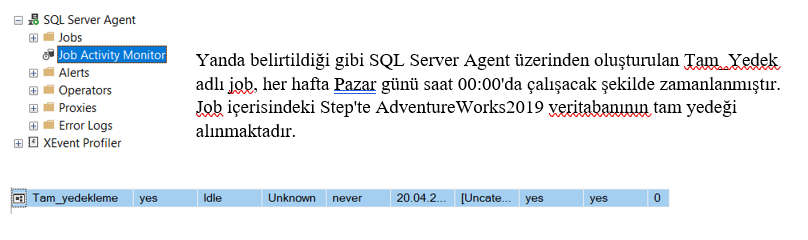 SQL Server Agent
Jobs
Job Activity Monitor
Alerts
Operators
Proxies
Error Logs
XEvent Profiler
Yanda belirtildiği gibi SQL Server Agent üzerinden oluşturulan Tam_Yedek
adlı job, her hafta Pazar günü saat 00:00'da çalışacak şekilde zamanlanmıştır.
Job içerisindeki Step'te AdventureWorks2019 veritabanının tam yedeği
alınmaktadır.
Tam_yedekleme yes Idle Unknown never 20.04.2... [Uncate... yes yes 0